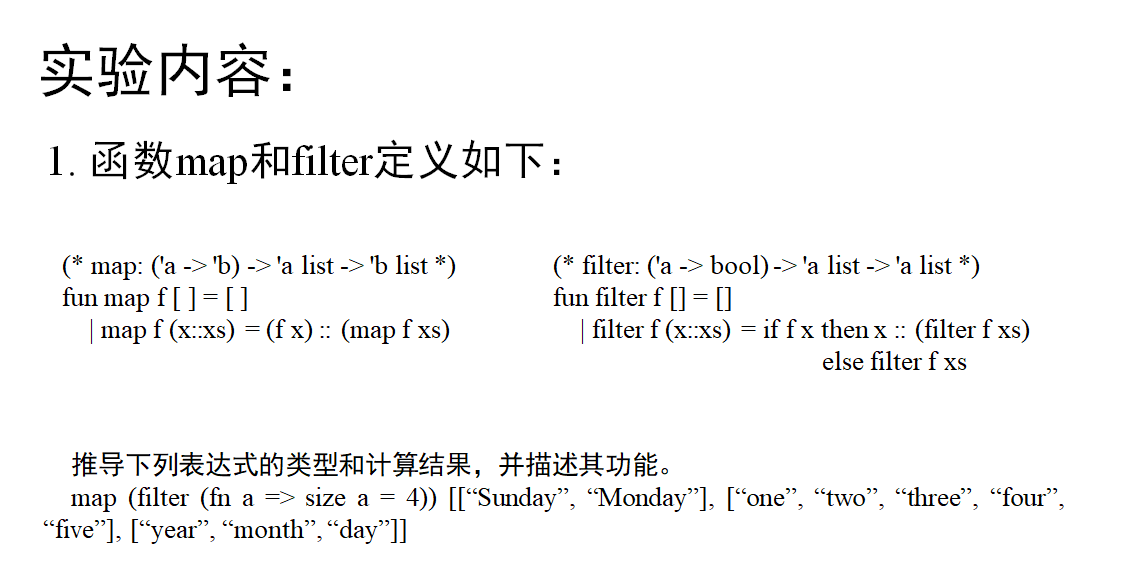 实验内容：
1. 函数map和filter定义如下：
(* map: ('a -> 'b) -> 'a list -> 'b list *)
fun map f [ ] = [ ]
| map f (x::xs) = (f x) :: (map f xs)
(* filter: ('a -> bool) -> 'a list -> 'a list *)
fun filter f [] = []
| filter f (x::xs) = if f x then x :: (filter f xs)
else filter f xs
推导下列表达式的类型和计算结果，并描述其功能。
map (filter (fn a => size a = 4)) [[“Sunday”, “Monday”], [“one”, “two”, “three”, “four”,
“five”], [“year”, “month”, “day”]]